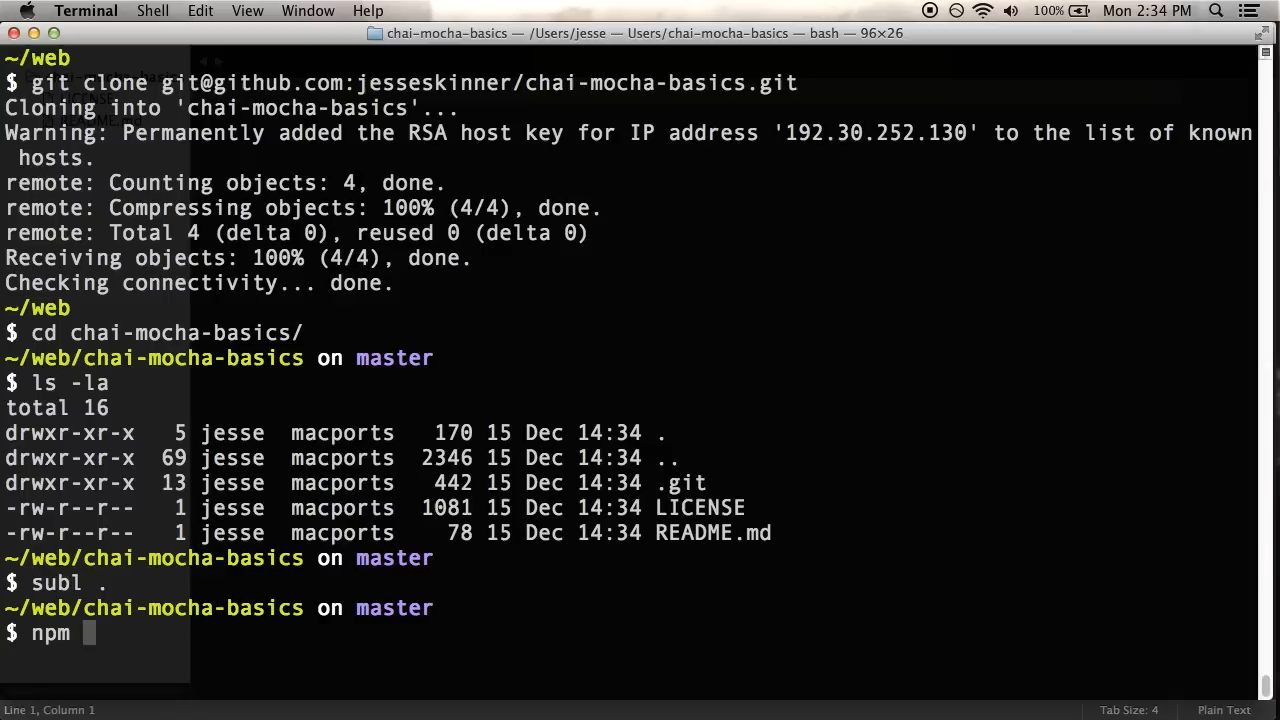 Terminal Shell Edit View Window Help 100% Mon 2:34 PM
chai-mocha-basics — /Users/jesse — Users/chai-mocha-basics — bash — 96×26
~/web
$ git clone git@github.com:jesseskinner/chai-mocha-basics.git
Cloning into 'chai-mocha-basics'...
Warning: Permanently added the RSA host key for IP address '192.30.252.130' to the list of known
hosts.
remote: Counting objects: 4, done.
remote: Compressing objects: 100% (4/4), done.
remote: Total 4 (delta 0), reused 0 (delta 0)
Receiving objects: 100% (4/4), done.
Checking connectivity... done.
~/web
$ cd chai-mocha-basics/
~/web/chai-mocha-basics on master
$ ls -la
total 16
drwxr-xr-x 5 jesse macports 170 15 Dec 14:34 .
drwxr-xr-x 69 jesse macports 2346 15 Dec 14:34 ..
drwxr-xr-x 13 jesse macports 442 15 Dec 14:34 .git
-rw-r--r-- 1 jesse macports 1081 15 Dec 14:34 LICENSE
-rw-r--r-- 1 jesse macports 78 15 Dec 14:34 README.md
~/web/chai-mocha-basics on master
$ subl .
~/web/chai-mocha-basics on master
$ npm
Line 1, Column 1 Tab Size: 4 Plain Text